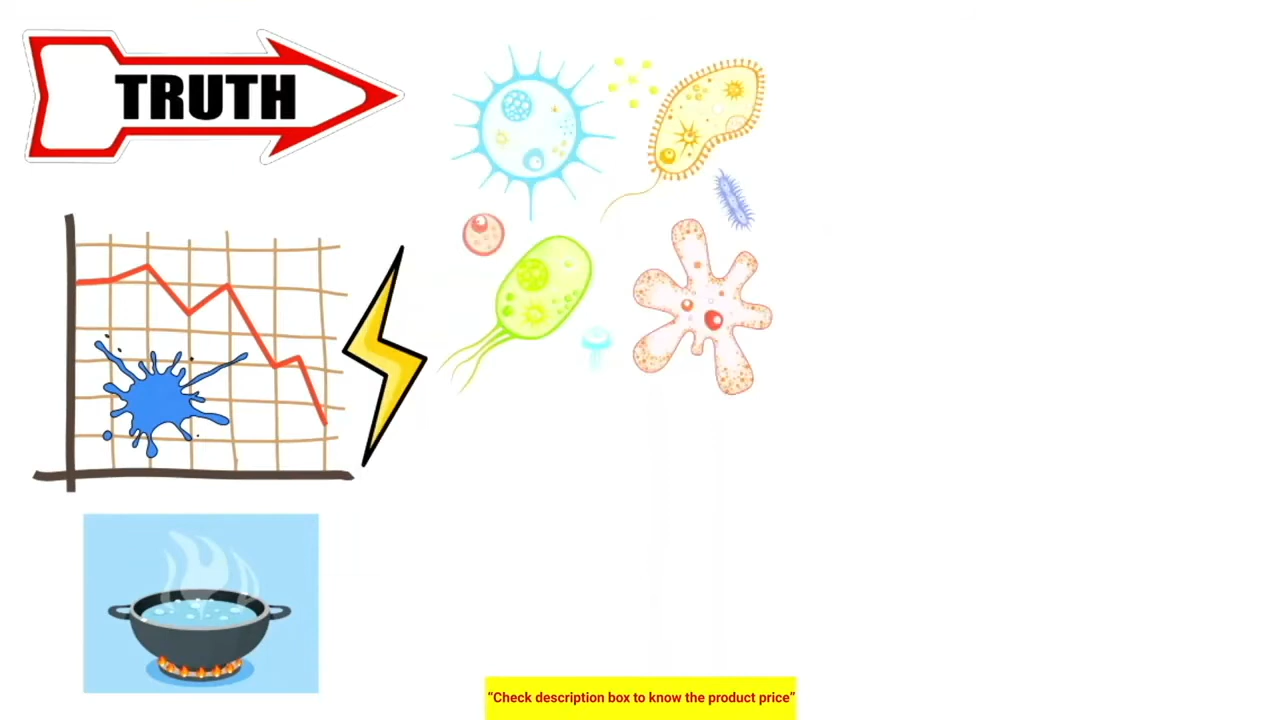 TRUTH
“Check description box to know the product price”